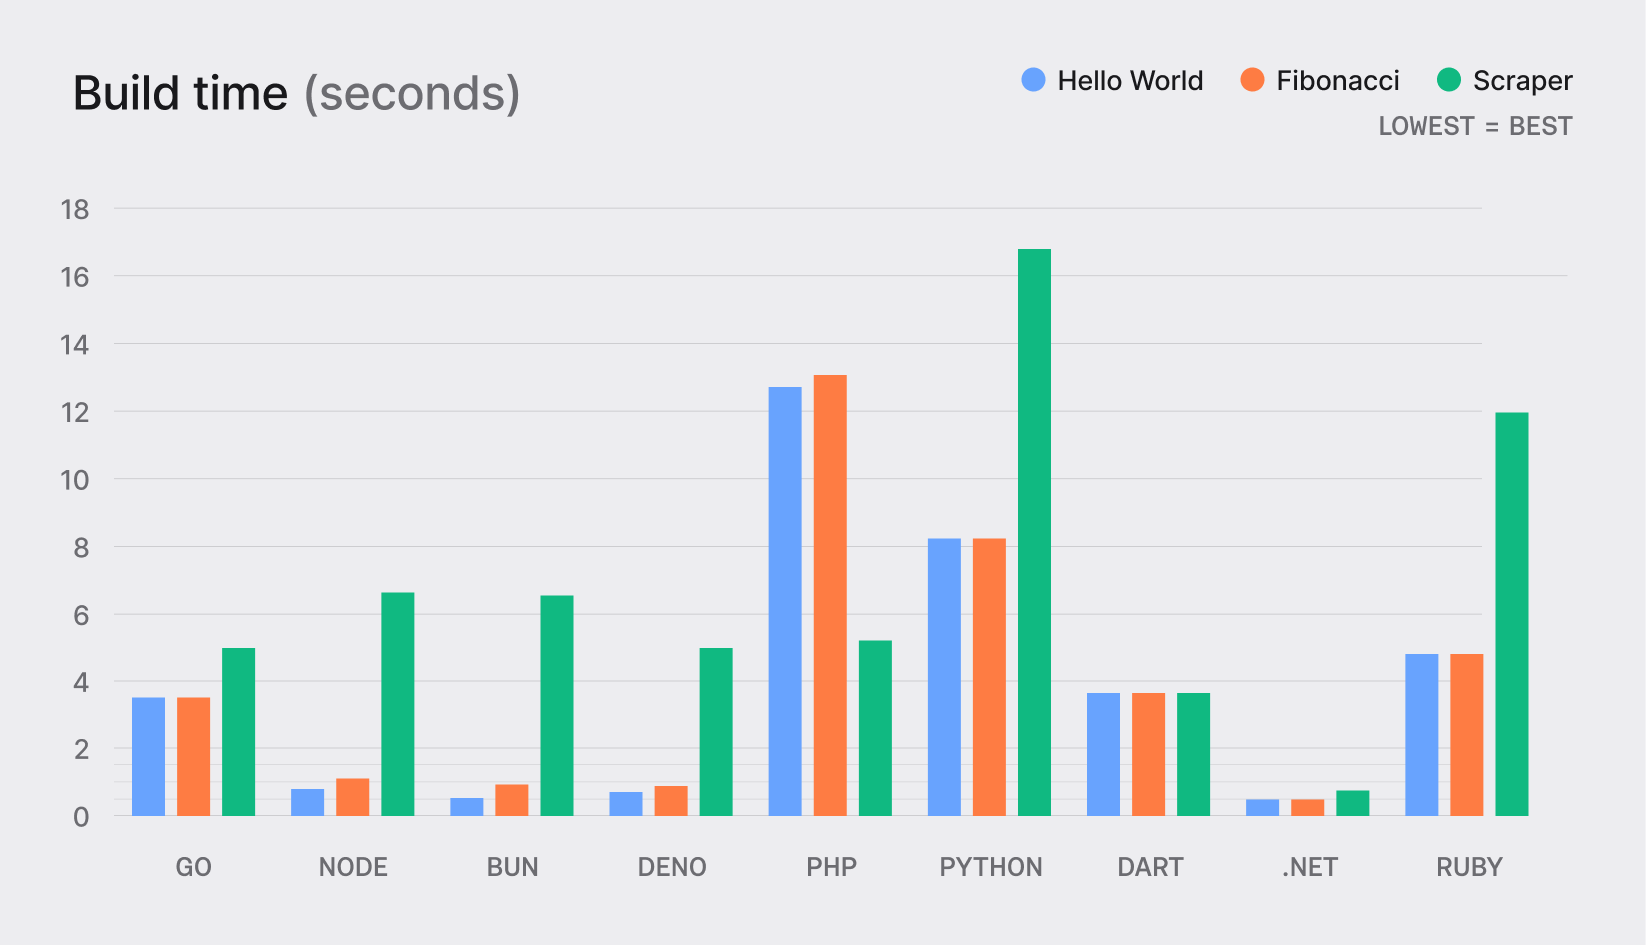 Build time (seconds)
Hello World
Fibonacci
Scraper
LOWEST = BEST
18
16
14
12
10
8
6
4
2
0
GO
NODE
BUN
DENO
PHP
PYTHON
DART
.NET
RUBY